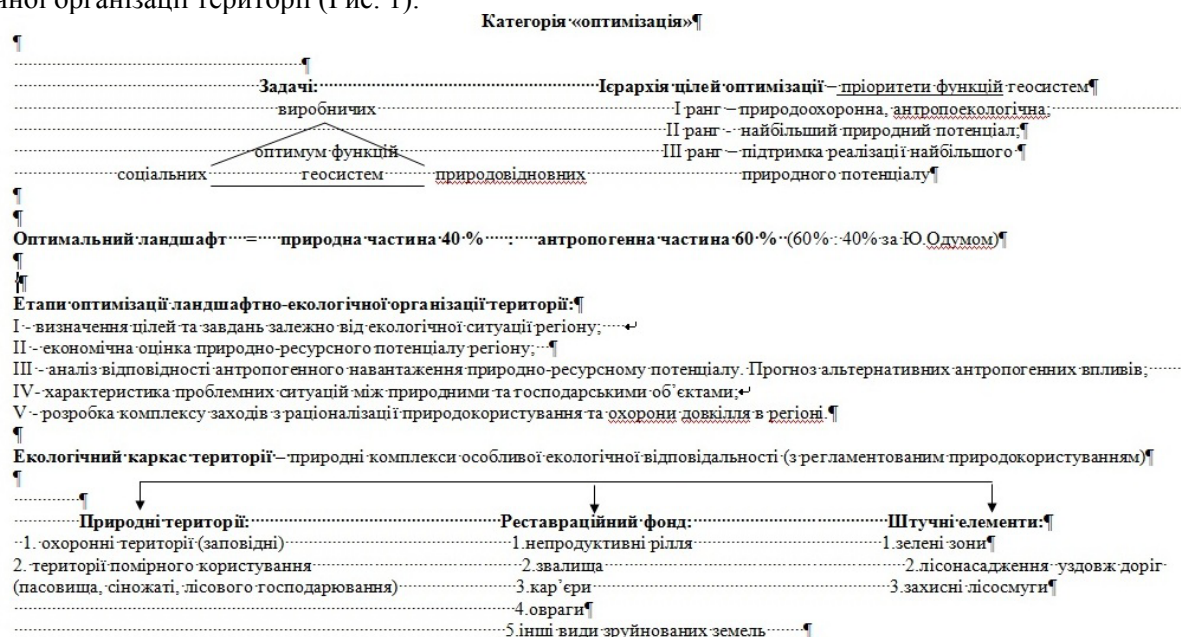 чної організації території (Рис. 1).
Категорія «оптимізація»¶
¶
¶
Задачі: Ієрархія цілей оптимізації – пріоритети функцій геосистем¶
виробничих І ранг – природоохоронна, антропоекологічна;
ІІ ранг - найбільший природний потенціал;¶
оптимум функцій ІІІ ранг – підтримка реалізації найбільшого ¶
соціальних геосистем природовідновних природного потенціалу¶
¶
¶
Оптимальний ландшафт = природна частина 40 % : антропогенна частина 60 % (60% : 40% за Ю.Одумом)¶
¶
¶
Етапи оптимізації ландшафтно-екологічної організації території:¶
І - визначення цілей та завдань залежно від екологічної ситуації регіону; ↵
ІІ - економічна оцінка природно-ресурсного потенціалу регіону; ¶
ІІІ - аналіз відповідності антропогенного навантаження природно-ресурсному потенціалу. Прогноз альтернативних антропогенних впливів;
ІV- характеристика проблемних ситуацій між природними та господарськими об’єктами;↵
V - розробка комплексу заходів з раціоналізації природокористування та охорони довкілля в регіоні.¶
¶
Екологічний каркас території – природні комплекси особливої екологічної відповідальності (з регламентованим природокористуванням)¶
¶
¶
Природні території: Реставраційний фонд: Штучні елементи:¶
1. охоронні території (заповідні) 1.непродуктивні рілля 1.зелені зони¶
2. території помірного користування 2.звалища 2.лісонасадження уздовж доріг
(пасовища, сіножаті, лісового господарювання) 3.кар’єри 3.захисні лісосмуги¶
4.овраги¶
5.інші види зруйнованих земель ¶